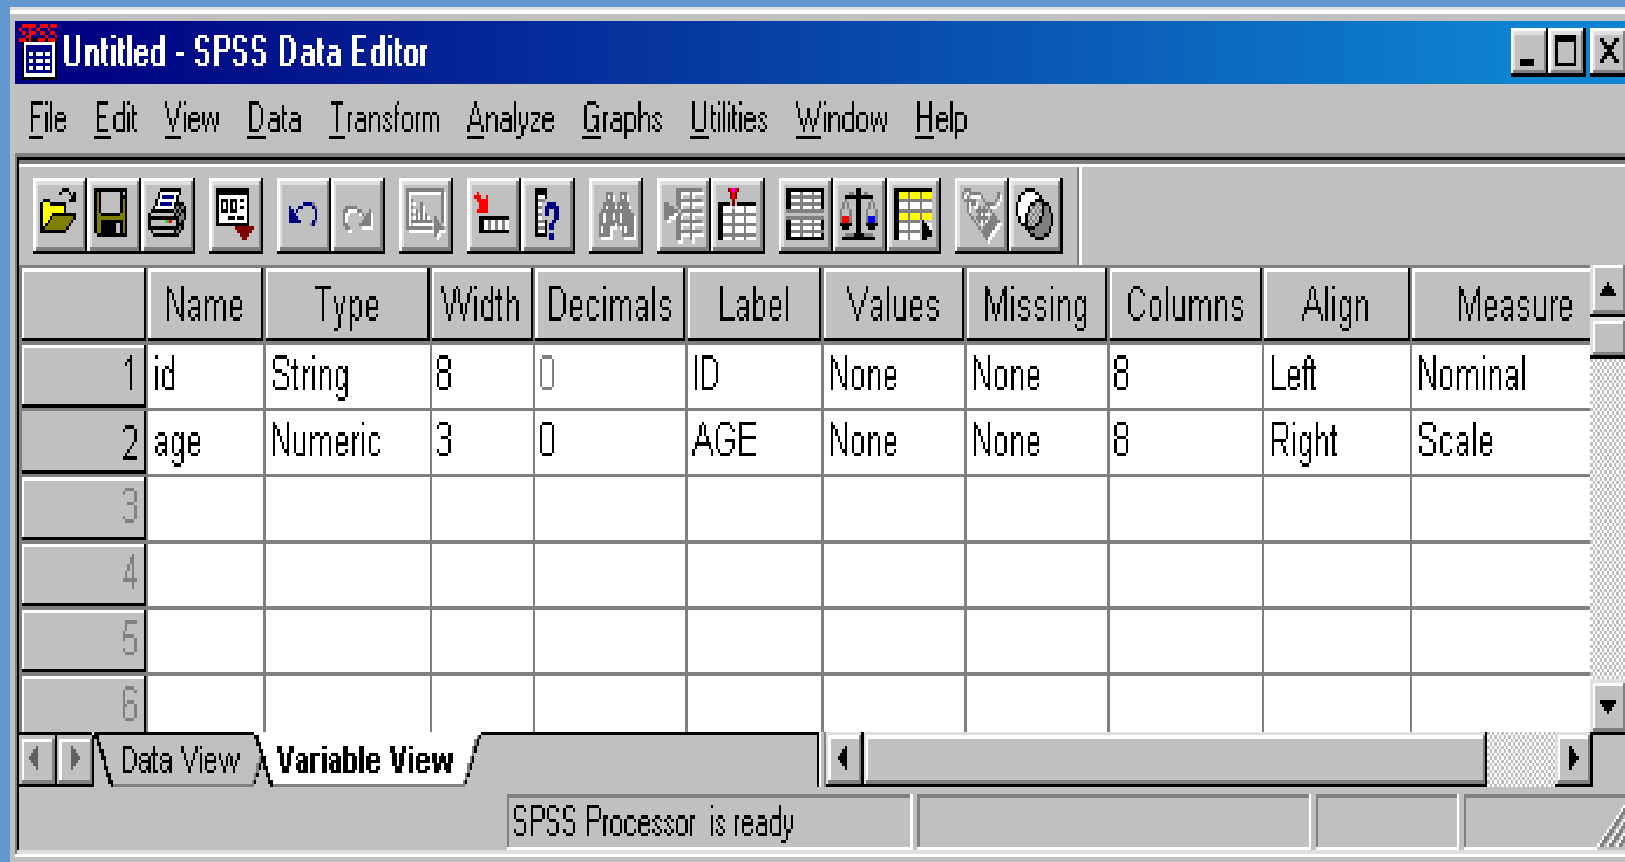 SPSS
Untitled - SPSS Data Editor
File Edit View Data Transform Analyze Graphs Utilities Window Help
Name Type Width Decimals Label Values Missing Columns Align Measure
1 id String 8 0 ID None None 8 Left Nominal
2 age Numeric 3 0 AGE None None 8 Right Scale
3
4
5
6
Data View Variable View
SPSS Processor is ready